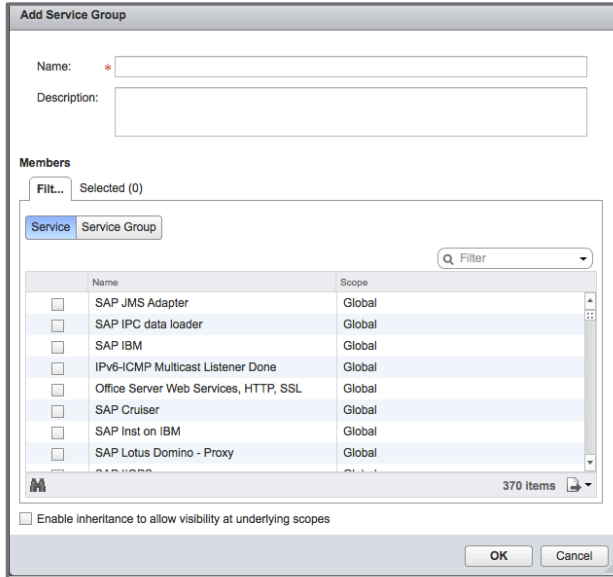 Add Service Group
Name: *
Description:
Members
Filt... Selected (0)
Service Service Group
Filter
Name Scope
SAP JMS Adapter Global
SAP IPC data loader Global
SAP IBM Global
IPv6-ICMP Multicast Listener Done Global
Office Server Web Services, HTTP, SSL Global
SAP Cruiser Global
SAP Inst on IBM Global
SAP Lotus Domino - Proxy Global
370 items
Enable inheritance to allow visibility at underlying scopes
OK Cancel